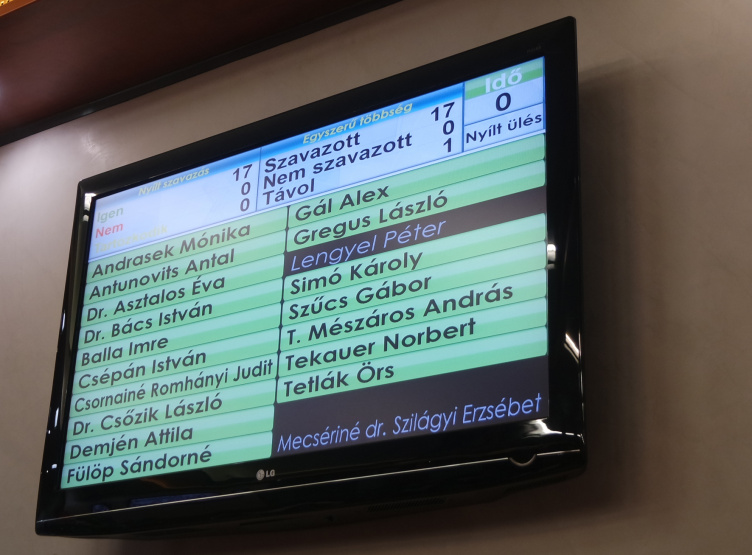 Nyílt szavazás
Igen 17
Nem 0
0
Egyszerű többség
Szavazott 17
Nem szavazott 0
Távol 1
Idő
0
Nyílt ülés
Andrasek Mónika
Antunovits Antal
Dr. Asztalos Éva
Dr. Bács István
Balla Imre
Csépán István
Csornainé Romhányi Judit
Dr. Csőzik László
Demjén Attila
Fülöp Sándorné
Gál Alex
Gregus László
Lengyel Péter
Simó Károly
Szűcs Gábor
T. Mészáros András
Tekauer Norbert
Tetlák Örs
Mecsériné dr. Szilágyi Erzsébet
LG